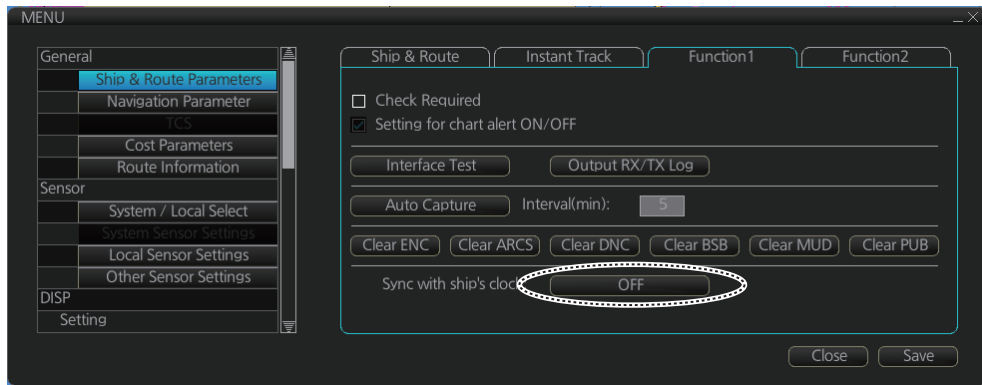 MENU
General
Ship & Route Parameters
Navigation Parameter
TCS
Cost Parameters
Route Information
Sensor
System / Local Select
System Sensor Settings
Local Sensor Settings
Other Sensor Settings
DISP
Setting
Ship & Route Instant Track Function1 Function2
Check Required
Setting for chart alert ON/OFF
Interface Test Output RX/TX Log
Auto Capture Interval(min): 5
Clear ENC Clear ARCS Clear DNC Clear BSB Clear MUD Clear PUB
Sync with ship's clock OFF
Close Save